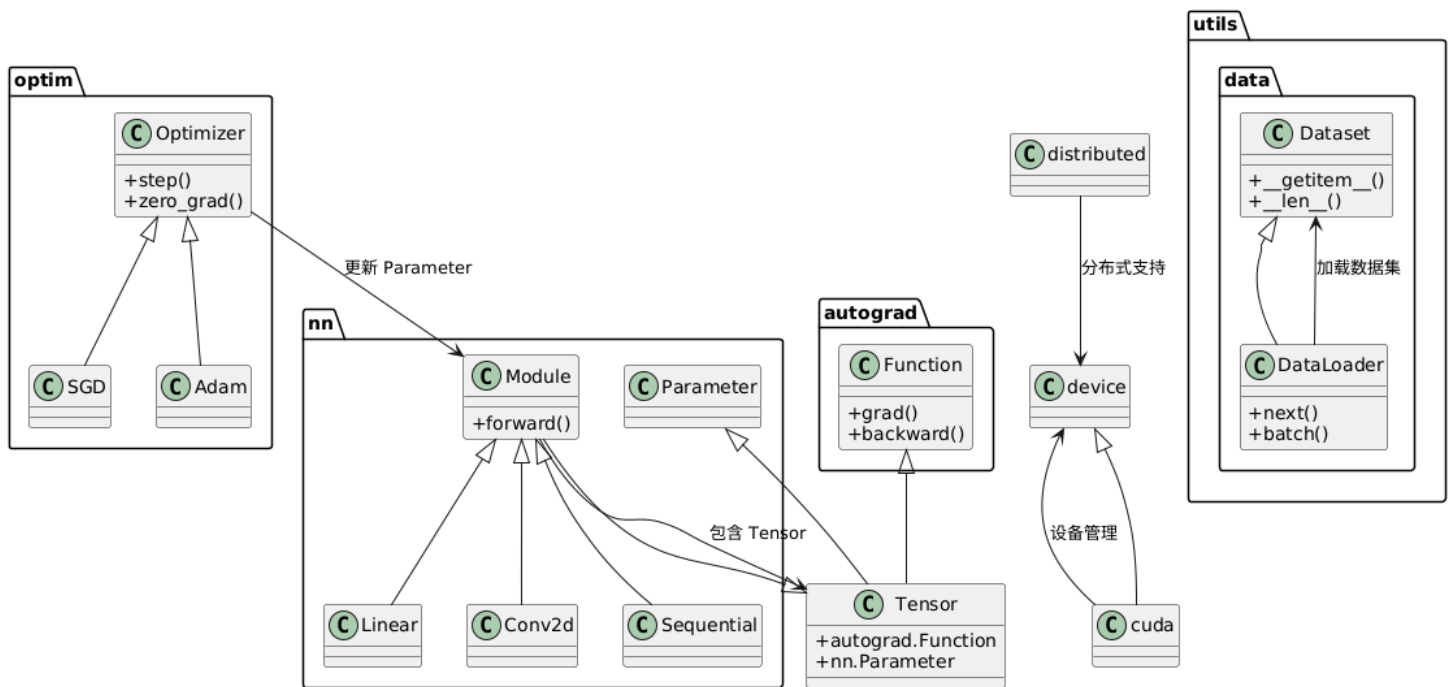 optim
C Optimizer
+step()
+zero_grad()
C SGD
C Adam
更新 Parameter
nn
C Module
+forward()
C Parameter
C Linear
C Conv2d
C Sequential
包含 Tensor
autograd
C Function
+grad()
+backward()
C Tensor
+autograd.Function
+nn.Parameter
C distributed
分布式支持
C device
设备管理
C cuda
utils
data
C Dataset
+__getitem__()
+__len__()
加载数据集
C DataLoader
+next()
+batch()